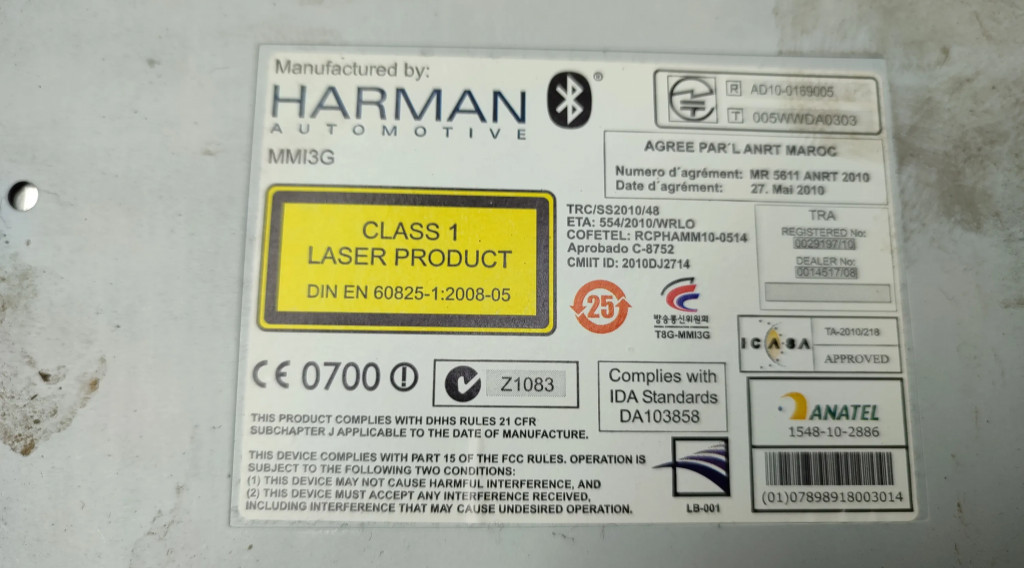 Manufactured by:
HARMAN
AUTOMOTIVE
MMI3G
R AD10-0169005
T 005WWDA0303
AGREE PAR´L ANRT MAROC
Numero d´agrément: MR 5611 ANRT 2010
Date d´agrément: 27. Mai 2010
CLASS 1
LASER PRODUCT
DIN EN 60825-1:2008-05
TRC/SS2010/48
ETA: 554/2010/WRLO
COFETEL: RCPHAMM10-0514
Aprobado C-8752
CMIIT ID: 2010DJ2714
TRA
REGISTERED No:
0029197/10
DEALER No:
0014517/08
25
방송통신위원회
T8G-MMI3G
ICASA
TA-2010/218
APPROVED
CE 0700
Z1083
Complies with
IDA Standards
DA103858
ANATEL
1548-10-2886
(01)07898918003014
THIS PRODUCT COMPLIES WITH DHHS RULES 21 CFR
SUBCHAPTER J APPLICABLE TO THE DATE OF MANUFACTURE.
THIS DEVICE COMPLIES WITH PART 15 OF THE FCC RULES. OPERATION IS
SUBJECT TO THE FOLLOWING TWO CONDITIONS:
(1) THIS DEVICE MAY NOT CAUSE HARMFUL INTERFERENCE, AND
(2) THIS DEVICE MUST ACCEPT ANY INTERFERENCE RECEIVED,
INCLUDING INTERFERENCE THAT MAY CAUSE UNDESIRED OPERATION.
LB-001